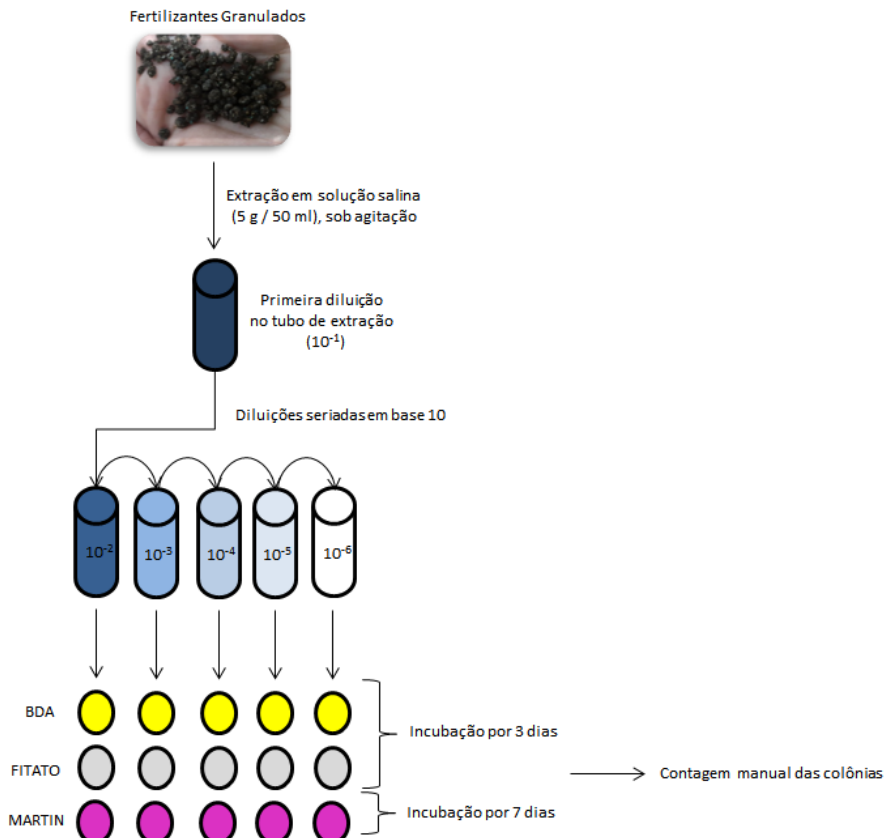 Fertilizantes Granulados
Extração em solução salina
(5 g / 50 ml), sob agitação
Primeira diluição
no tubo de extração
(10⁻¹)
Diluições seriadas em base 10
10⁻² 10⁻³ 10⁻⁴ 10⁻⁵ 10⁻⁶
BDA
Incubação por 3 dias
FITATO
Contagem manual das colônias
MARTIN
Incubação por 7 dias